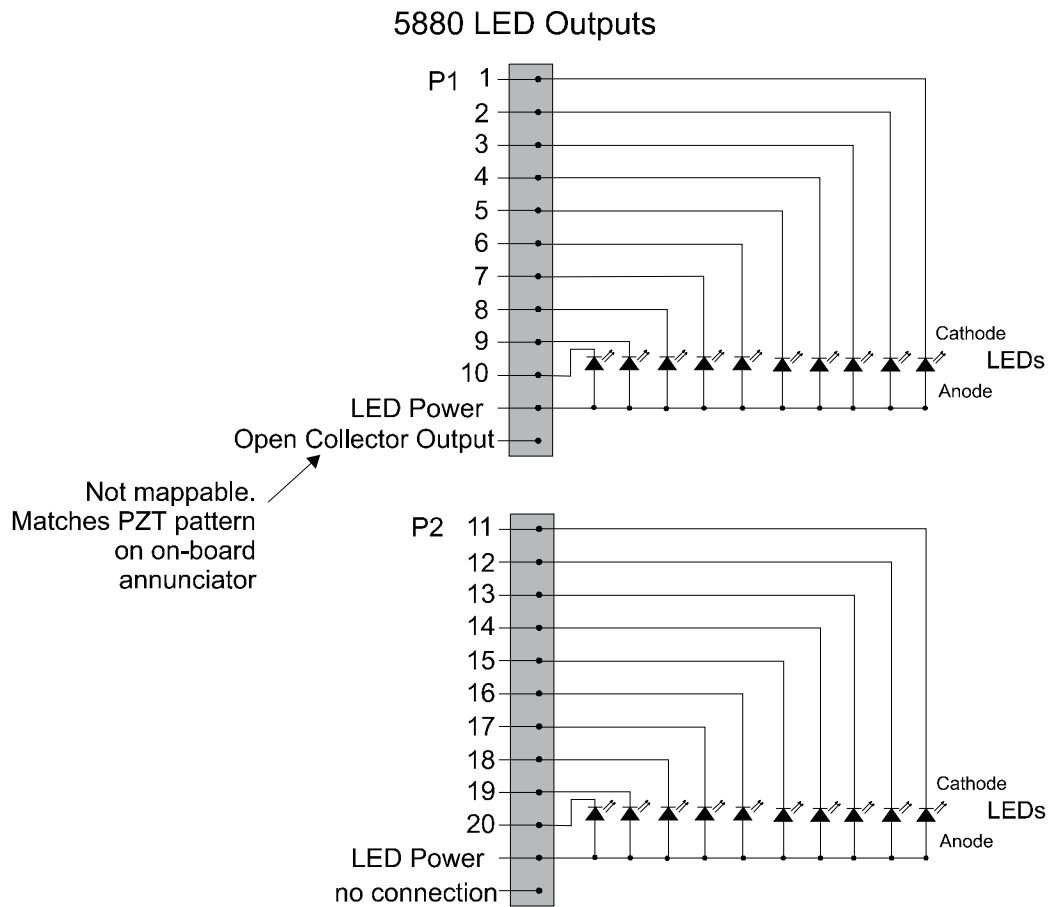 5880 LED Outputs
P1 1
2
3
4
5
6
7
8
9
10
LED Power
Open Collector Output
Cathode
LEDs
Anode
Not mappable.
Matches PZT pattern
on on-board
annunciator
P2 11
12
13
14
15
16
17
18
19
20
LED Power
no connection
Cathode
LEDs
Anode